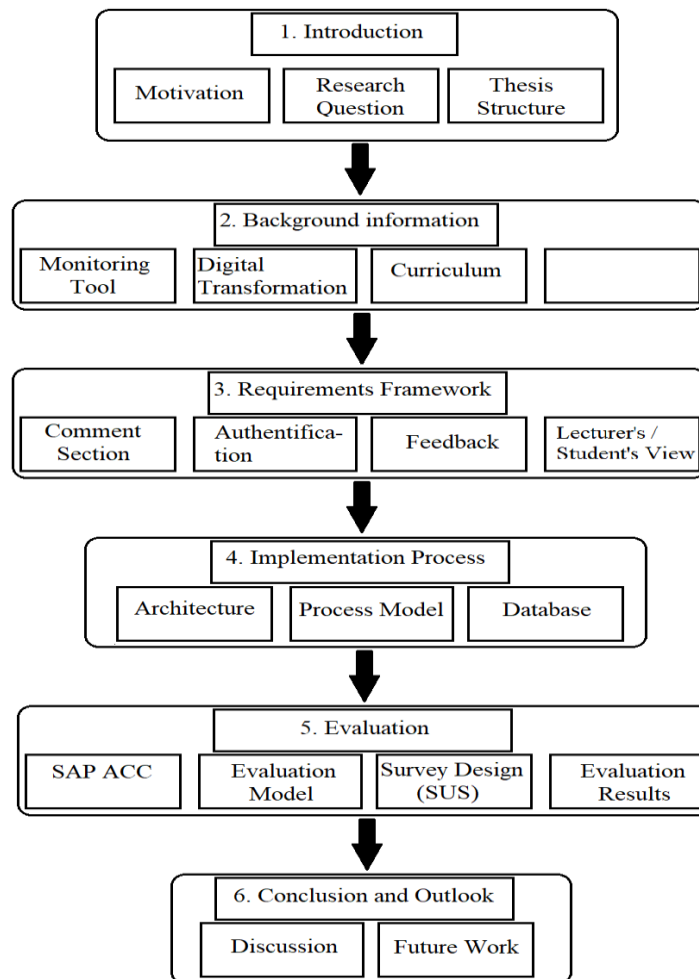 1. Introduction
Motivation
Research
Question
Thesis
Structure
2. Background information
Monitoring
Tool
Digital
Transformation
Curriculum
3. Requirements Framework
Comment
Section
Authentifica-
tion
Feedback
Lecturer's /
Student's View
4. Implementation Process
Architecture
Process Model
Database
5. Evaluation
SAP ACC
Evaluation
Model
Survey Design
(SUS)
Evaluation
Results
6. Conclusion and Outlook
Discussion
Future Work